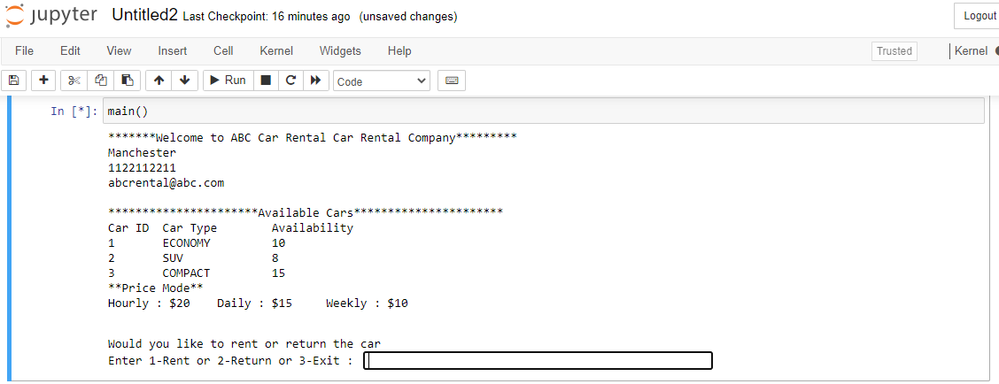 jupyter Untitled2 Last Checkpoint: 16 minutes ago (unsaved changes)
Logout
File Edit View Insert Cell Kernel Widgets Help Trusted Kernel
Run Code
In [*]: main()
*******Welcome to ABC Car Rental Car Rental Company*********
Manchester
1122112211
abcrental@abc.com
**********************Available Cars**********************
Car ID Car Type Availability
1 ECONOMY 10
2 SUV 8
3 COMPACT 15
**Price Mode**
Hourly : $20 Daily : $15 Weekly : $10
Would you like to rent or return the car
Enter 1-Rent or 2-Return or 3-Exit :